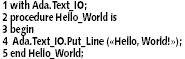 1 with Ada.Text_IO;
2 procedure Hello_World is
3 begin
4 Ada.Text_IO.Put_Line («Hello, World!»);
5 end Hello_World;